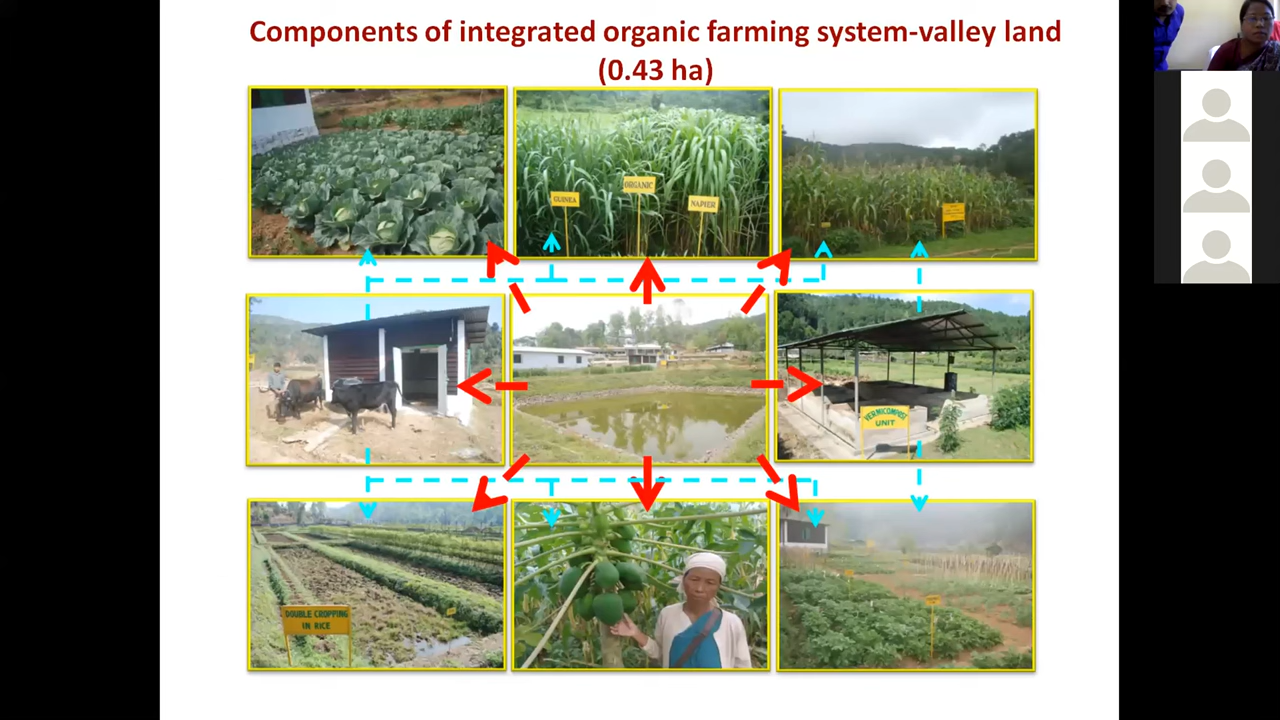 Components of integrated organic farming system-valley land
(0.43 ha)
GUINEA
ORGANIC
NAPIER
VERMICOMPOST
UNIT
DOUBLE CROPPING
IN RICE